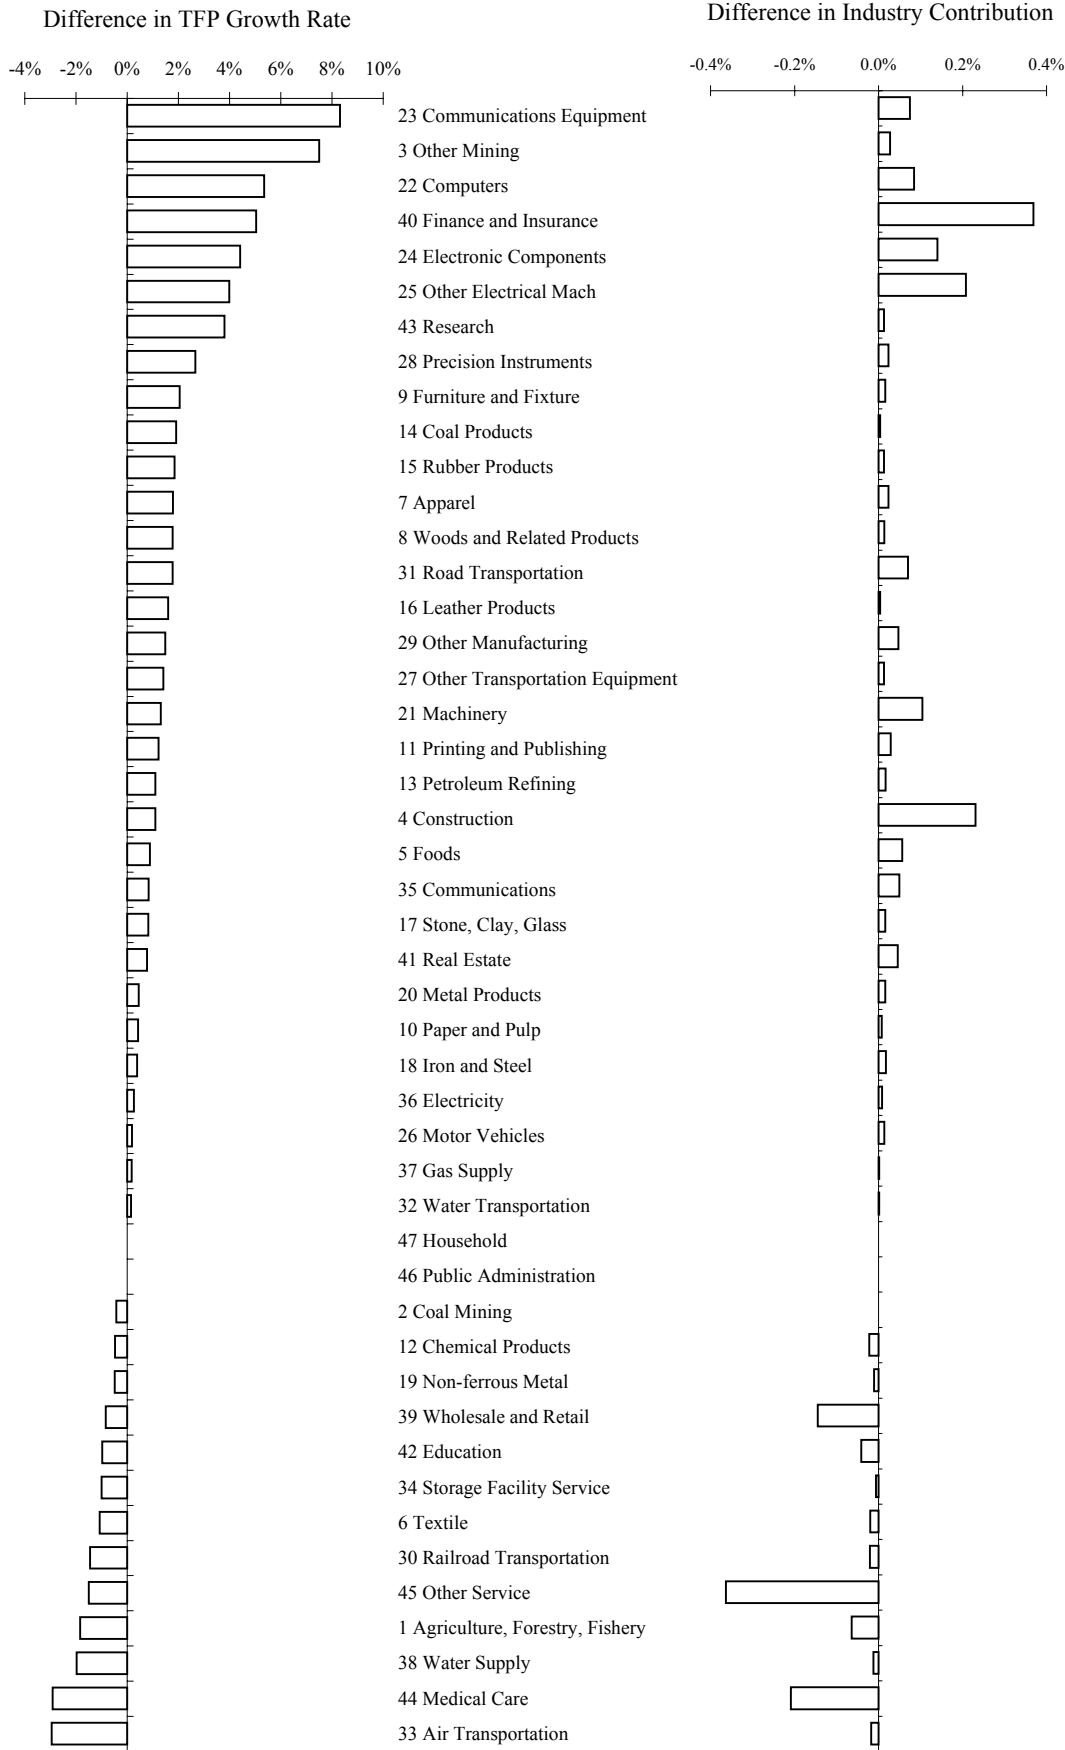 Difference in TFP Growth Rate
Difference in Industry Contribution
-4% -2% 0% 2% 4% 6% 8% 10%
-0.4% -0.2% 0.0% 0.2% 0.4%
23 Communications Equipment
3 Other Mining
22 Computers
40 Finance and Insurance
24 Electronic Components
25 Other Electrical Mach
43 Research
28 Precision Instruments
9 Furniture and Fixture
14 Coal Products
15 Rubber Products
7 Apparel
8 Woods and Related Products
31 Road Transportation
16 Leather Products
29 Other Manufacturing
27 Other Transportation Equipment
21 Machinery
11 Printing and Publishing
13 Petroleum Refining
4 Construction
5 Foods
35 Communications
17 Stone, Clay, Glass
41 Real Estate
20 Metal Products
10 Paper and Pulp
18 Iron and Steel
36 Electricity
26 Motor Vehicles
37 Gas Supply
32 Water Transportation
47 Household
46 Public Administration
2 Coal Mining
12 Chemical Products
19 Non-ferrous Metal
39 Wholesale and Retail
42 Education
34 Storage Facility Service
6 Textile
30 Railroad Transportation
45 Other Service
1 Agriculture, Forestry, Fishery
38 Water Supply
44 Medical Care
33 Air Transportation